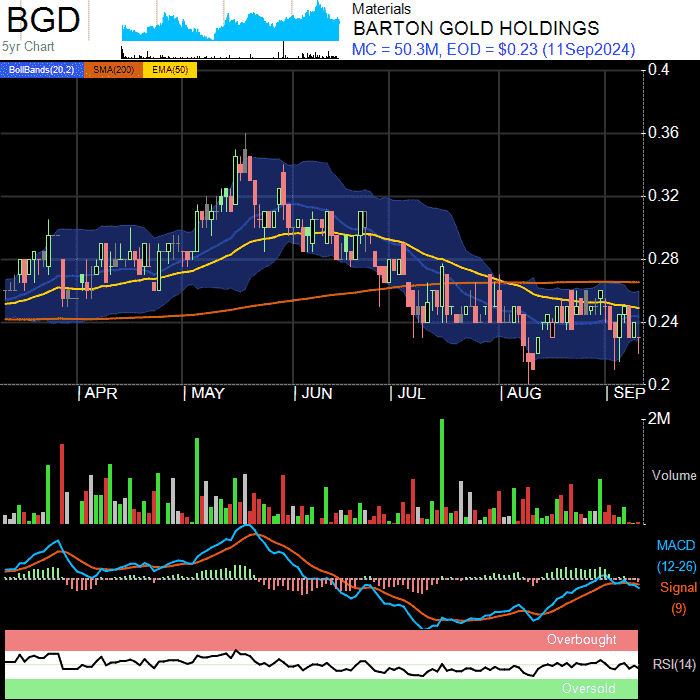 BGD
5yr Chart
Materials
BARTON GOLD HOLDINGS
MC = 50.3M, EOD = $0.23 (11Sep2024)
BollBands(20,2) SMA(200) EMA(50)
0.4
0.36
0.32
0.28
0.24
0.2
APR MAY JUN JUL AUG SEP
2M
Volume
MACD
(12-26)
Signal
(9)
Overbought
RSI(14)
Oversold